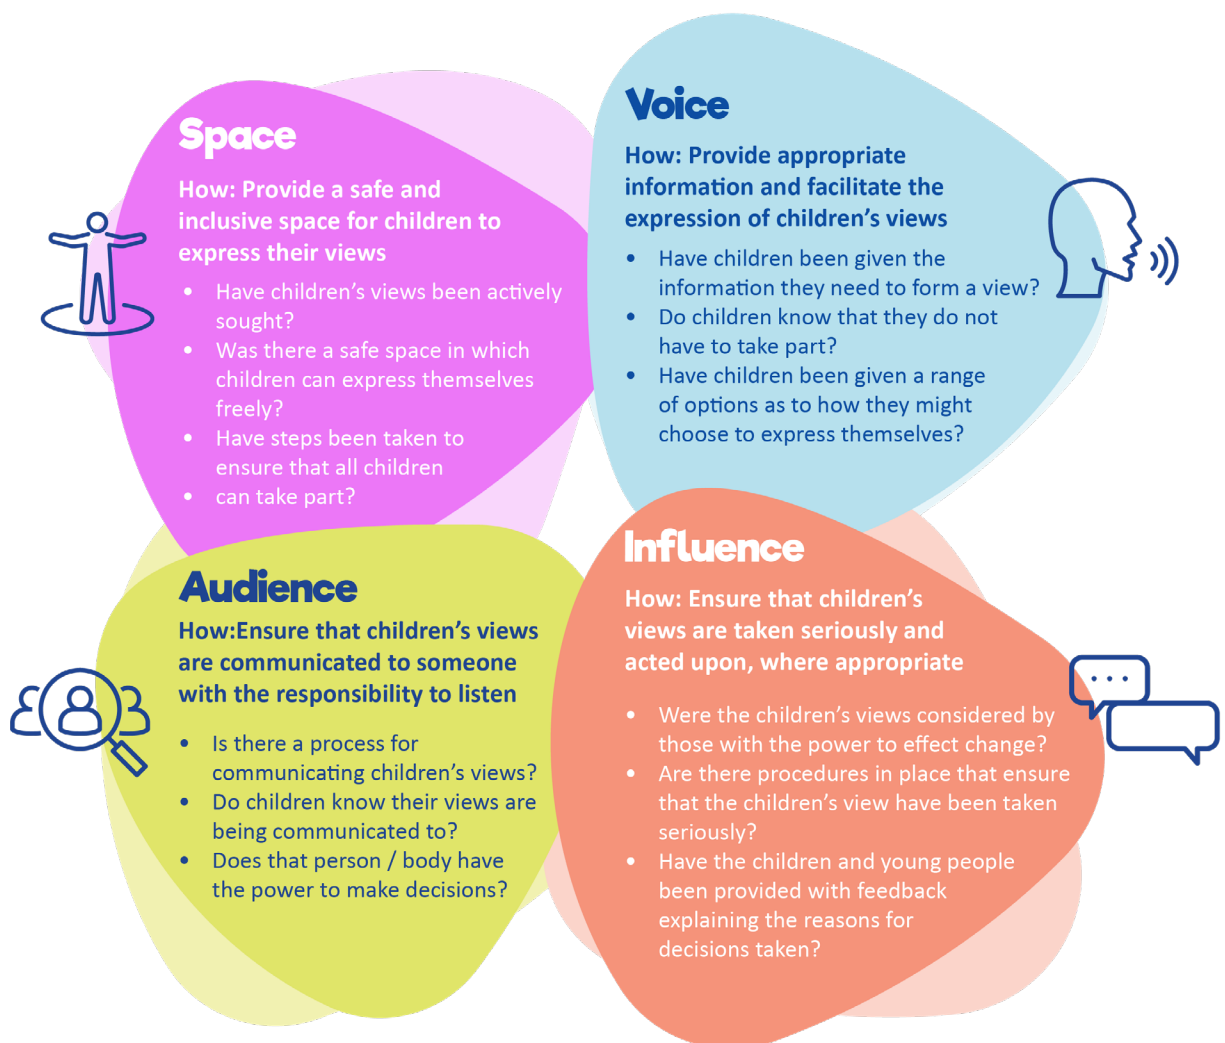 Space
How: Provide a safe and
inclusive space for children to
express their views
• Have children’s views been actively
sought?
• Was there a safe space in which
children can express themselves
freely?
• Have steps been taken to
ensure that all children
• can take part?
Voice
How: Provide appropriate
information and facilitate the
expression of children’s views
• Have children been given the
information they need to form a view?
• Do children know that they do not
have to take part?
• Have children been given a range
of options as to how they might
choose to express themselves?
Audience
How:Ensure that children’s views
are communicated to someone
with the responsibility to listen
• Is there a process for
communicating children’s views?
• Do children know their views are
being communicated to?
• Does that person / body have
the power to make decisions?
Influence
How: Ensure that children’s
views are taken seriously and
acted upon, where appropriate
• Were the children’s views considered by
those with the power to effect change?
• Are there procedures in place that ensure
that the children’s view have been taken
seriously?
• Have the children and young people
been provided with feedback
explaining the reasons for
decisions taken?